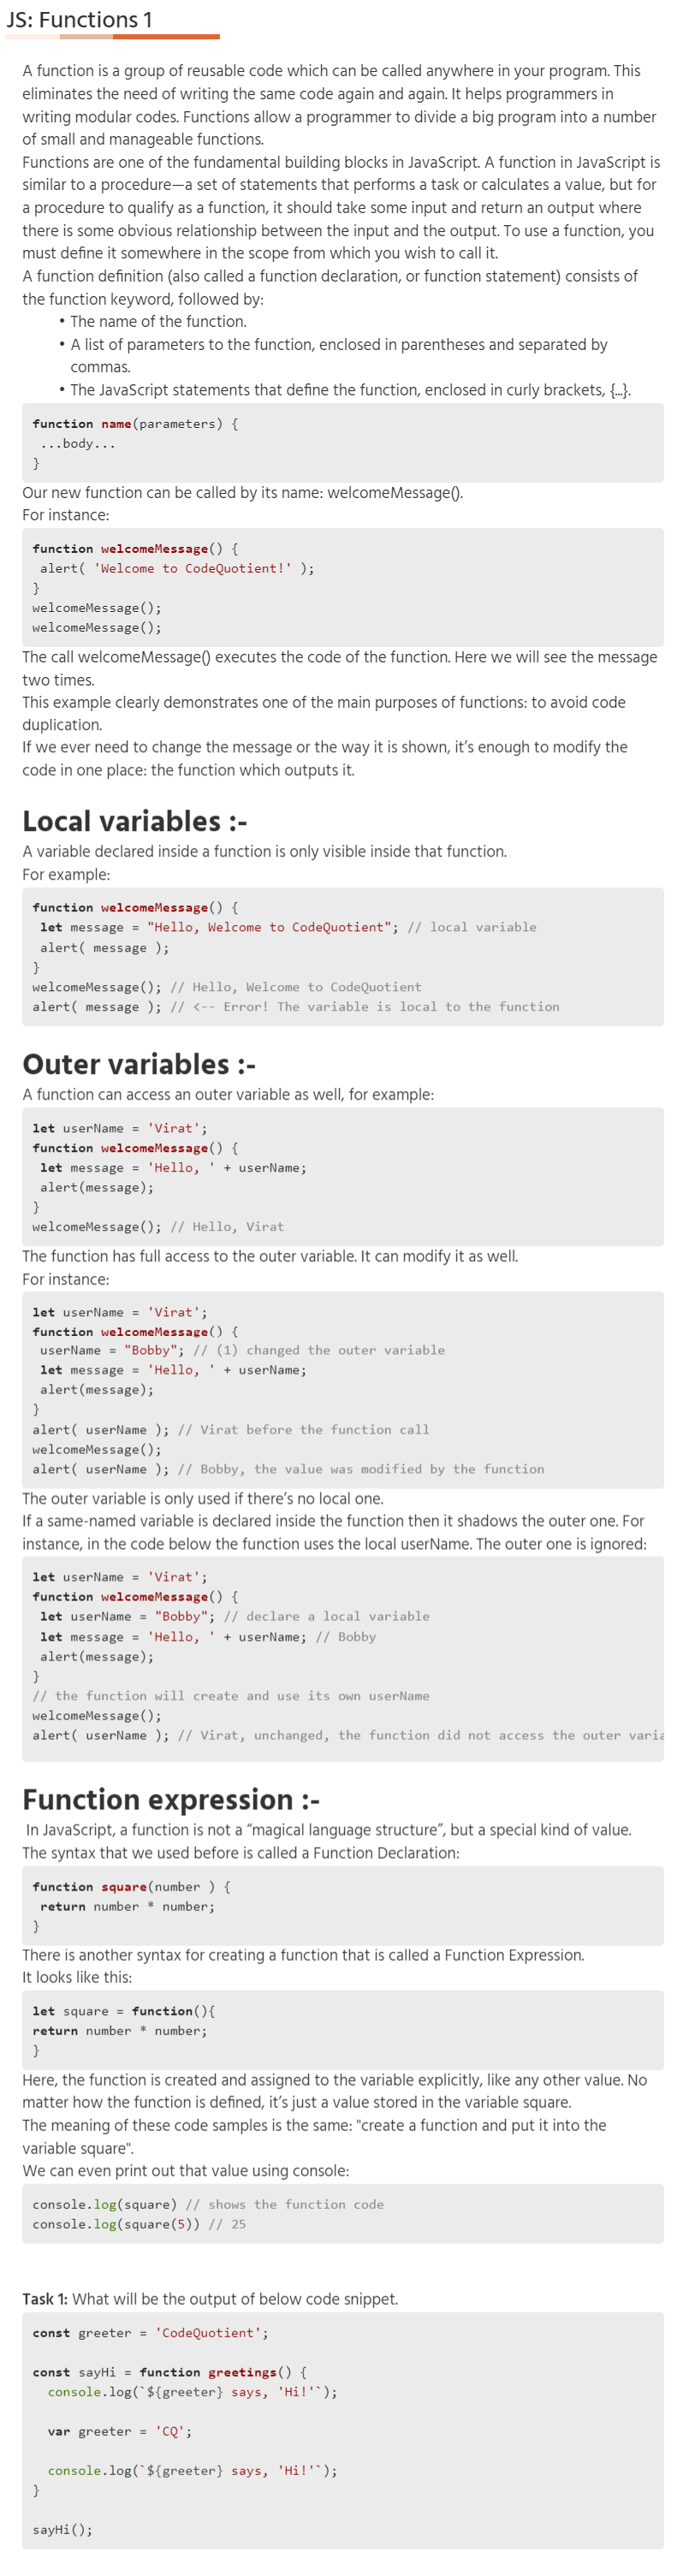 JS: Functions 1
A function is a group of reusable code which can be called anywhere in your program. This
eliminates the need of writing the same code again and again. It helps programmers in
writing modular codes. Functions allow a programmer to divide a big program into a number
of small and manageable functions.
Functions are one of the fundamental building blocks in JavaScript. A function in JavaScript is
similar to a procedure—a set of statements that performs a task or calculates a value, but for
a procedure to qualify as a function, it should take some input and return an output where
there is some obvious relationship between the input and the output. To use a function, you
must define it somewhere in the scope from which you wish to call it.
A function definition (also called a function declaration, or function statement) consists of
the function keyword, followed by:
• The name of the function.
• A list of parameters to the function, enclosed in parentheses and separated by
commas.
• The JavaScript statements that define the function, enclosed in curly brackets, {...}.
function name(parameters) {
 ...body...
}
Our new function can be called by its name: welcomeMessage().
For instance:
function welcomeMessage() {
 alert( 'Welcome to CodeQuotient!' );
}
welcomeMessage();
welcomeMessage();
The call welcomeMessage() executes the code of the function. Here we will see the message
two times.
This example clearly demonstrates one of the main purposes of functions: to avoid code
duplication.
If we ever need to change the message or the way it is shown, it’s enough to modify the
code in one place: the function which outputs it.
Local variables :-
A variable declared inside a function is only visible inside that function.
For example:
function welcomeMessage() {
 let message = "Hello, Welcome to CodeQuotient"; // local variable
 alert( message );
}
welcomeMessage(); // Hello, Welcome to CodeQuotient
alert( message ); // <-- Error! The variable is local to the function
Outer variables :-
A function can access an outer variable as well, for example:
let userName = 'Virat';
function welcomeMessage() {
 let message = 'Hello, ' + userName;
 alert(message);
}
welcomeMessage(); // Hello, Virat
The function has full access to the outer variable. It can modify it as well.
For instance:
let userName = 'Virat';
function welcomeMessage() {
 userName = "Bobby"; // (1) changed the outer variable
 let message = 'Hello, ' + userName;
 alert(message);
}
alert( userName ); // Virat before the function call
welcomeMessage();
alert( userName ); // Bobby, the value was modified by the function
The outer variable is only used if there’s no local one.
If a same-named variable is declared inside the function then it shadows the outer one. For
instance, in the code below the function uses the local userName. The outer one is ignored:
let userName = 'Virat';
function welcomeMessage() {
 let userName = "Bobby"; // declare a local variable
 let message = 'Hello, ' + userName; // Bobby
 alert(message);
}
// the function will create and use its own userName
welcomeMessage();
alert( userName ); // Virat, unchanged, the function did not access the outer varia
Function expression :-
In JavaScript, a function is not a “magical language structure”, but a special kind of value.
The syntax that we used before is called a Function Declaration:
function square(number ) {
 return number * number;
}
There is another syntax for creating a function that is called a Function Expression.
It looks like this:
let square = function(){
return number * number;
}
Here, the function is created and assigned to the variable explicitly, like any other value. No
matter how the function is defined, it’s just a value stored in the variable square.
The meaning of these code samples is the same: "create a function and put it into the
variable square".
We can even print out that value using console:
console.log(square) // shows the function code
console.log(square(5)) // 25
Task 1: What will be the output of below code snippet.
const greeter = 'CodeQuotient';
const sayHi = function greetings() {
  console.log(`${greeter} says, 'Hi!'`);
  var greeter = 'CQ';
  console.log(`${greeter} says, 'Hi!'`);
}
sayHi();